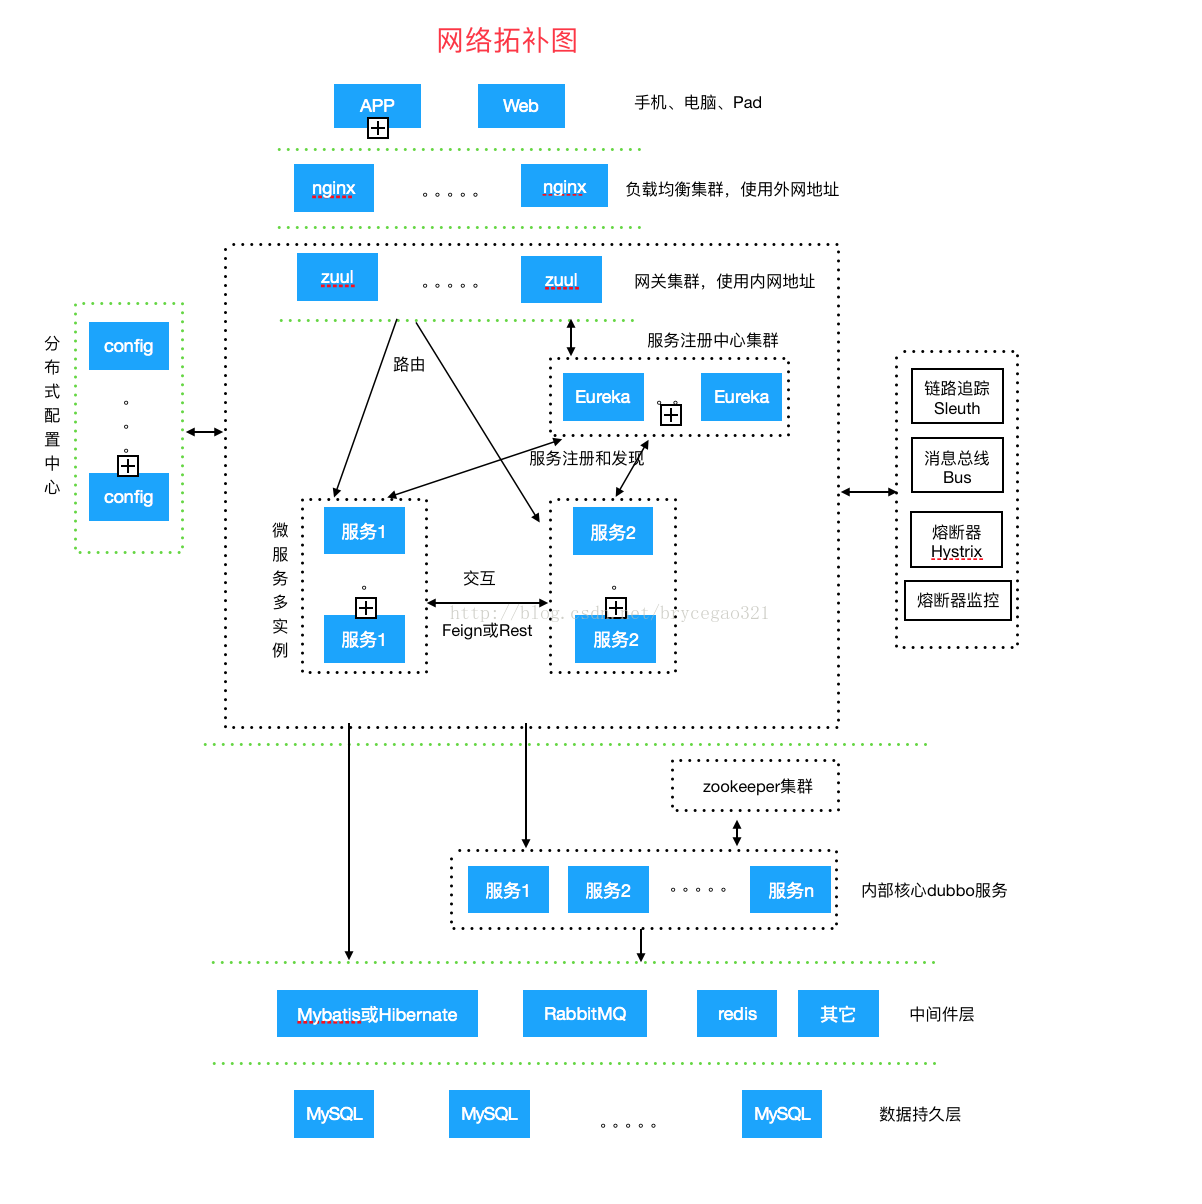 网络拓补图
APP
Web
手机、电脑、Pad
nginx
。。。。。
nginx
负载均衡集群，使用外网地址
zuul
。。。。。
zuul
网关集群，使用内网地址
分布式配置中心
config
。
。
。
config
路由
服务注册中心集群
Eureka
。。
Eureka
服务注册和发现
链路追踪
Sleuth
消息总线
Bus
熔断器
Hystrix
熔断器监控
微服务多实例
服务1
。
服务1
交互
Feign或Rest
服务2
。
服务2
http://blog.csdn.net/brycegao321
zookeeper集群
服务1
服务2
。。。。。
服务n
内部核心dubbo服务
Mybatis或Hibernate
RabbitMQ
redis
其它
中间件层
MySQL
MySQL
。。。。。
MySQL
数据持久层